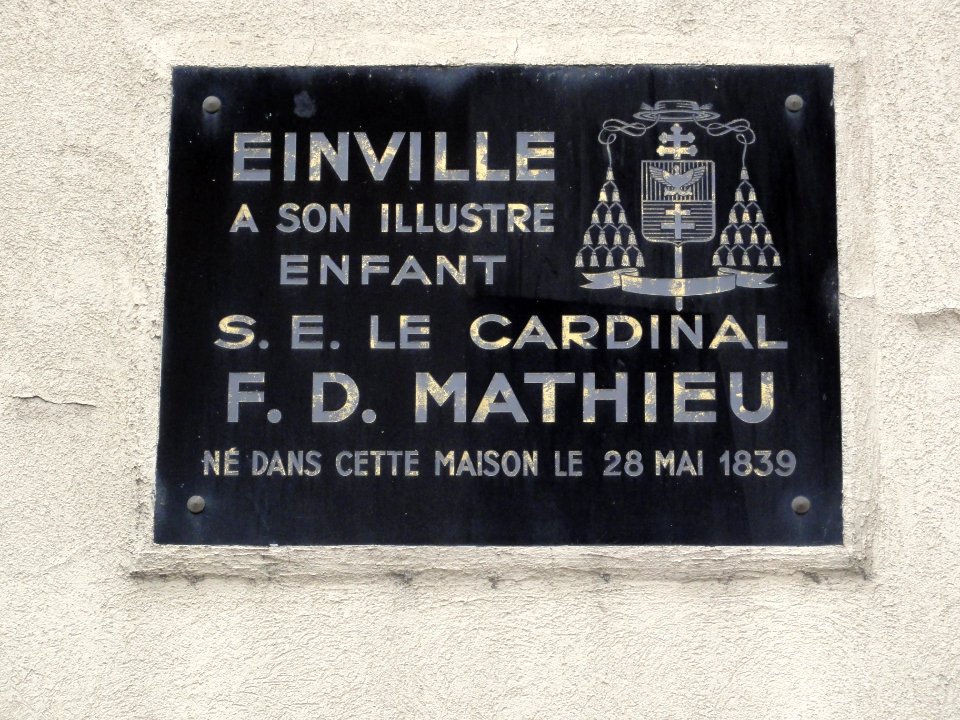 EINVILLE
A SON ILLUSTRE
ENFANT
S. E. LE CARDINAL
F. D. MATHIEU
NÉ DANS CETTE MAISON LE 28 MAI 1839